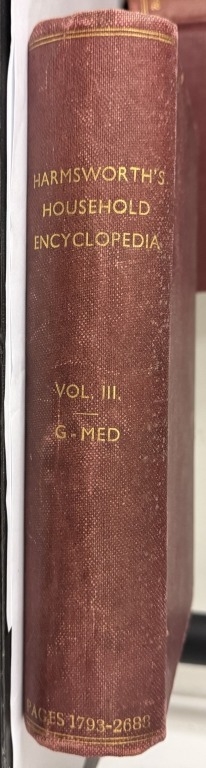 HARMSWORTH'S
HOUSEHOLD
ENCYCLOPEDIA
VOL. III.
G - MED
PAGES 1793-2688